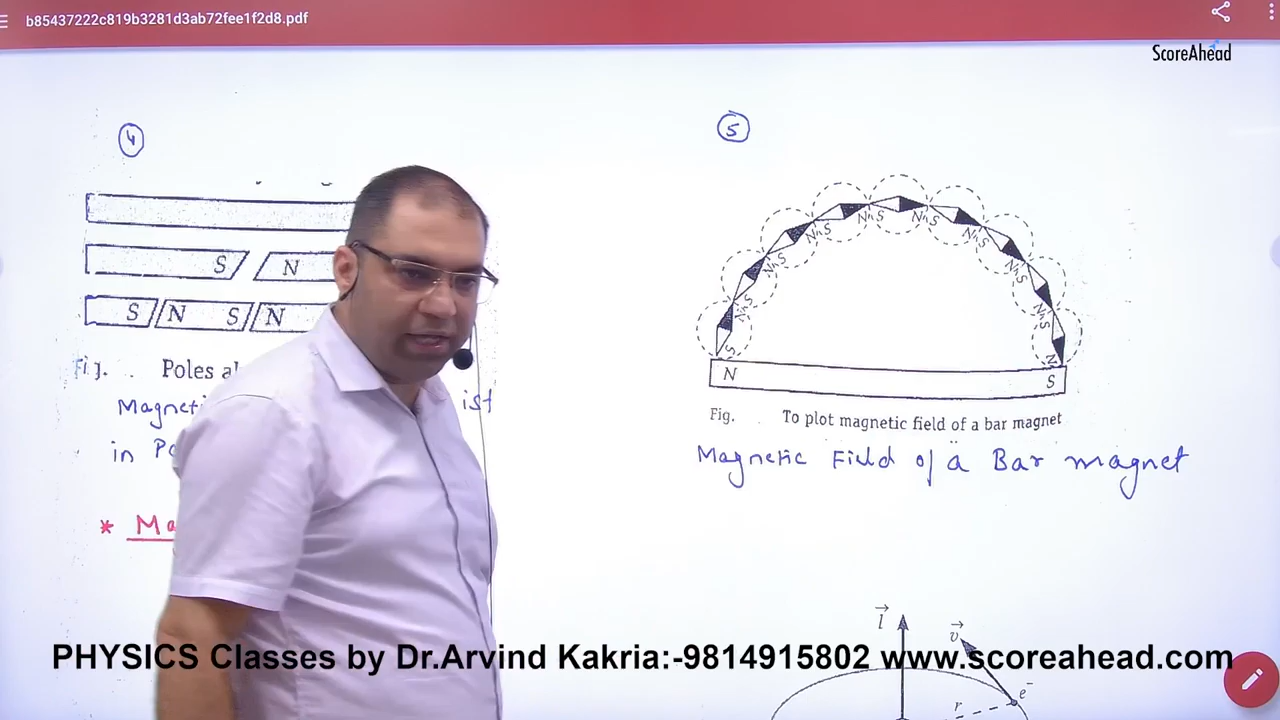 b85437222c819b3281d3ab72fee1f2d8.pdf
ScoreAhead
4
S N
S N S N
Fig.
Poles
ist
in
* Ma
5
N S N S N S N S N S N S N S N S N S
N S
Fig. To plot magnetic field of a bar magnet
Magnetic Field of a Bar magnet
l
v
e⁻
r
PHYSICS Classes by Dr.Arvind Kakria:-9814915802 www.scoreahead.com